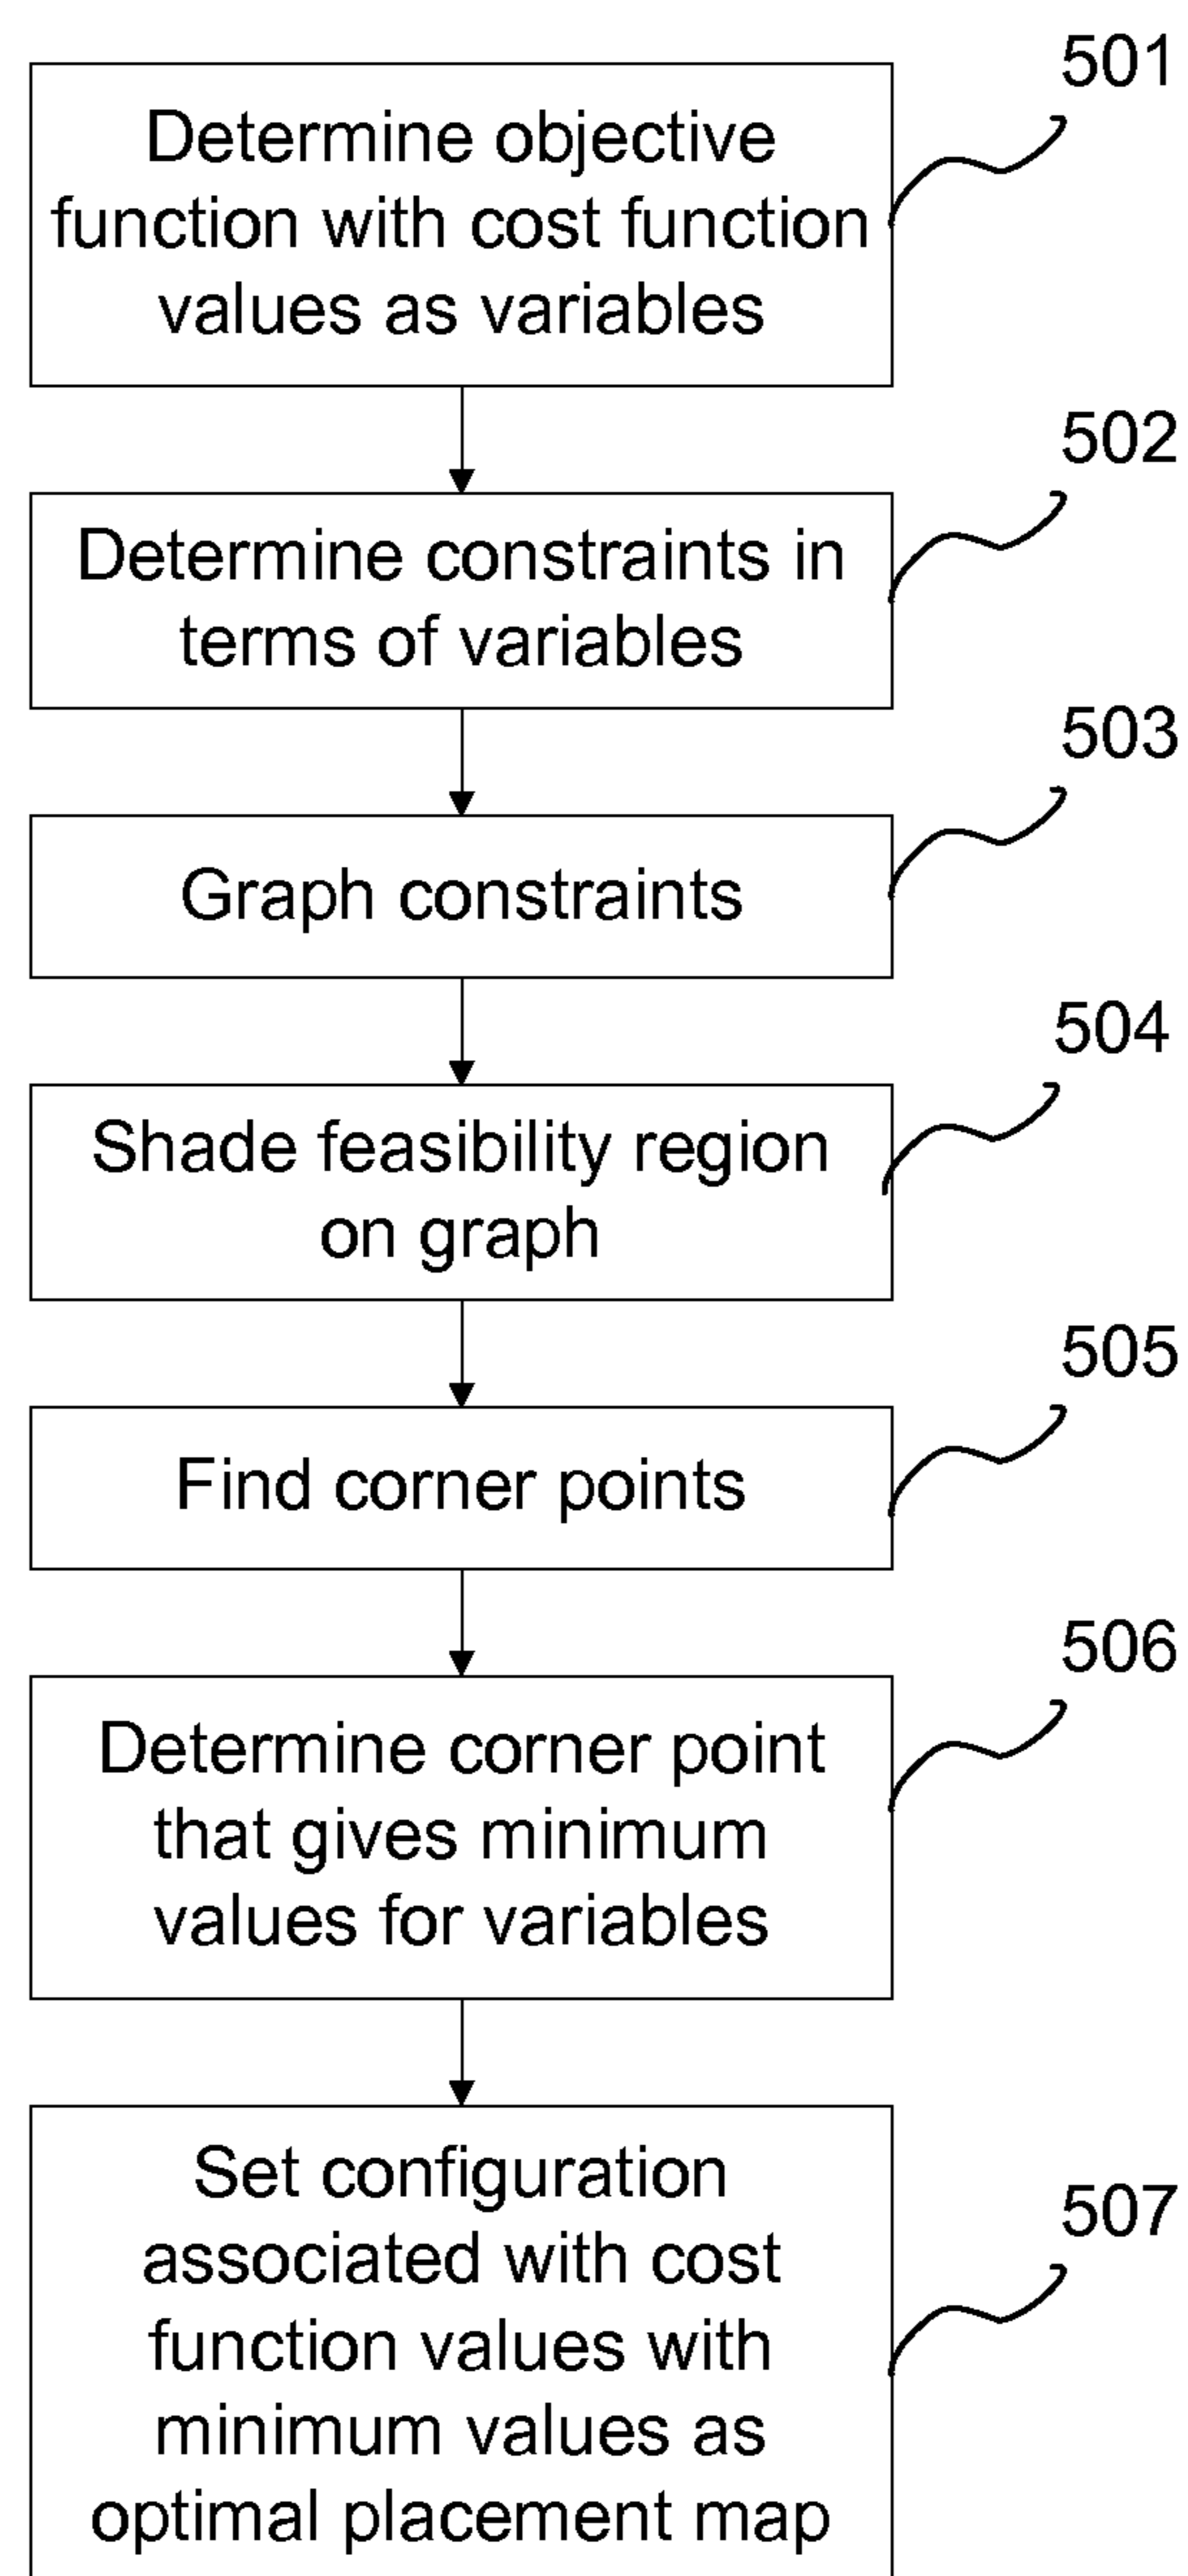 501
Determine objective
function with cost function
values as variables
502
Determine constraints in
terms of variables
503
Graph constraints
504
Shade feasibility region
on graph
505
Find corner points
506
Determine corner point
that gives minimum
values for variables
507
Set configuration
associated with cost
function values with
minimum values as
optimal placement map